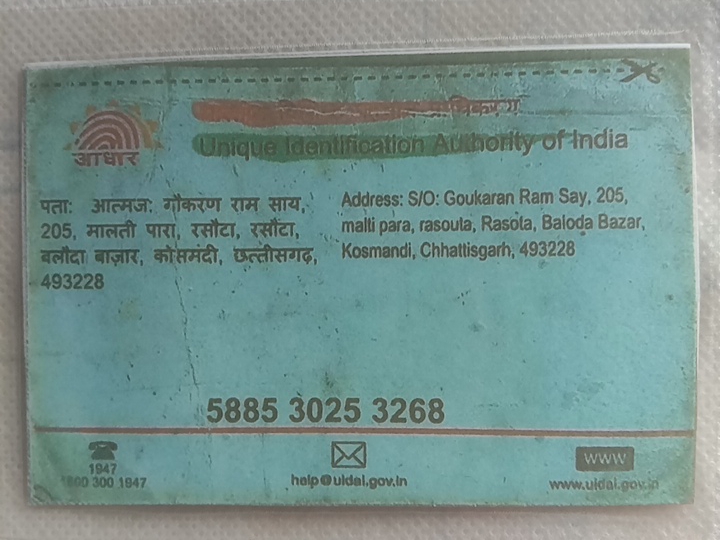 आधार
Unique Identification Authority of India
पताः आत्मजः गौकरण राम साय,
205, मालती पारा, रसौटा, रसौंटा,
बलौदा बाज़ार, कोसमंदी, छत्तीसगढ़,
493228
Address: S/O: Goukaran Ram Say, 205,
malti para, rasouta, Rasota, Baloda Bazar,
Kosmandi, Chhattisgarh, 493228
5885 3025 3268
1947
300 1947
help@uidai.gov.in
www
www.uidai.gov.in